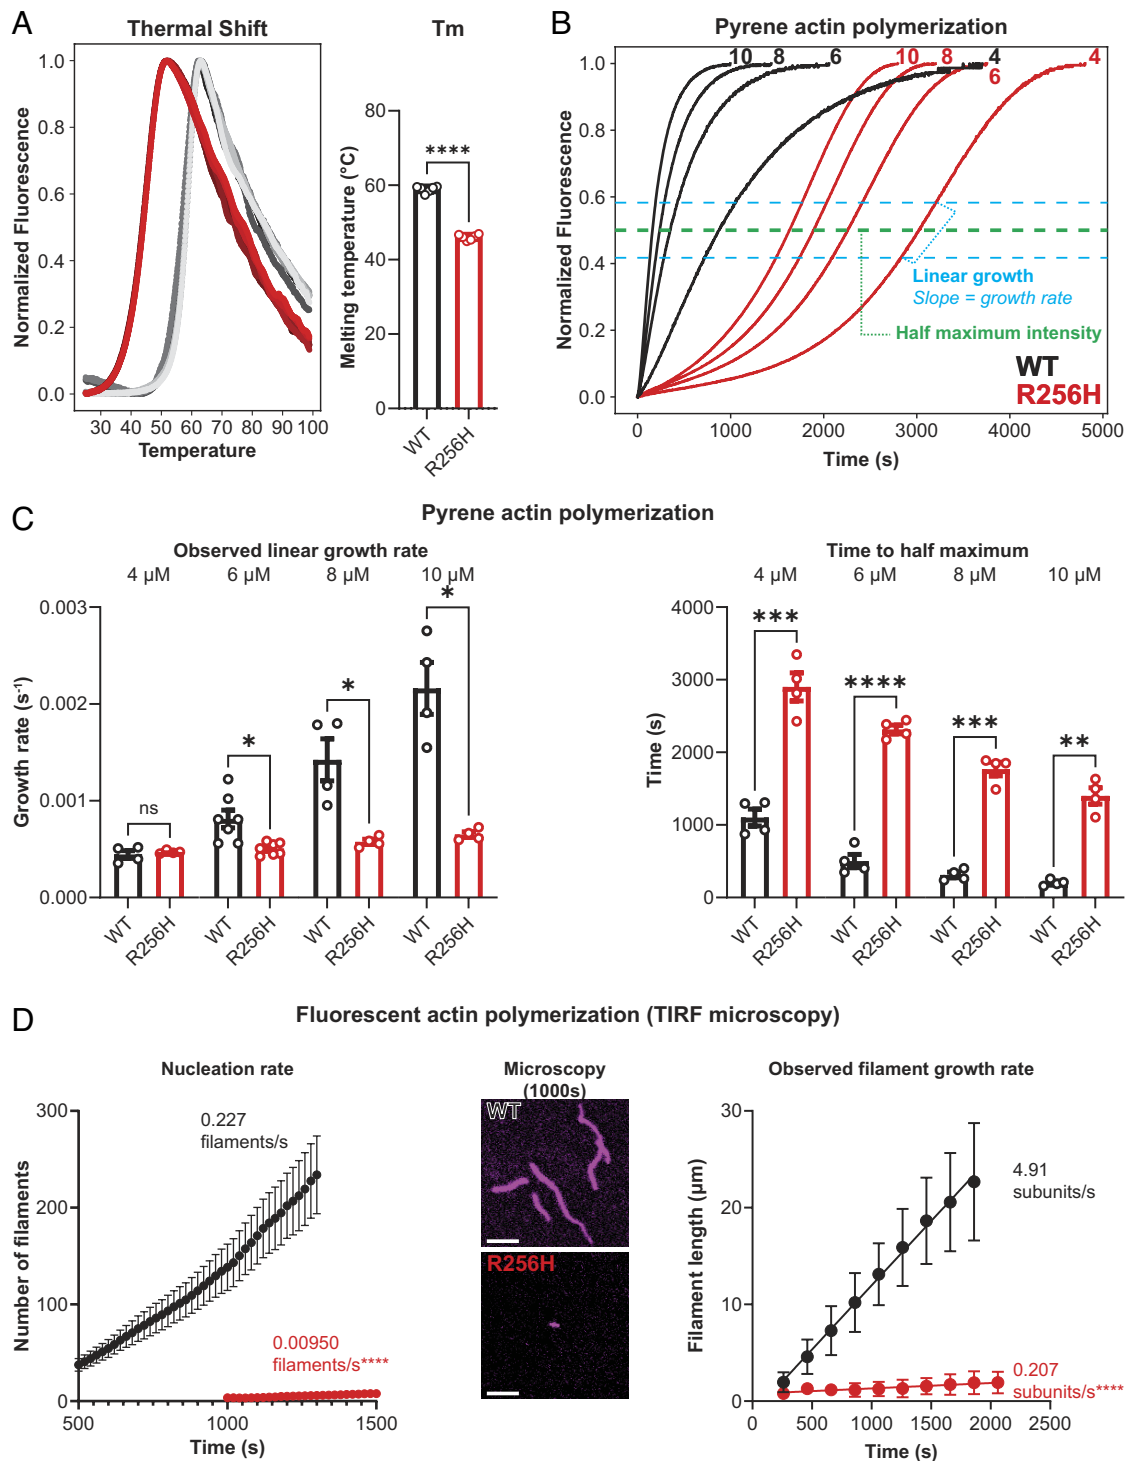 A
Thermal Shift
Tm
Normalized Fluorescence
1.0
0.8
0.6
0.4
0.2
0.0
30 40 50 60 70 80 90 100
Temperature
Melting temperature (°C)
80
60
40
20
0
****
WT
R256H
B
Pyrene actin polymerization
Normalized Fluorescence
1.0
0.8
0.6
0.4
0.2
0.0
10 8 6 4
10 8 6 4
Linear growth
Slope = growth rate
Half maximum intensity
WT
R256H
0 1000 2000 3000 4000 5000
Time (s)
C
Pyrene actin polymerization
Observed linear growth rate
4 µM 6 µM 8 µM 10 µM
Growth rate (s-1)
0.003
0.002
0.001
0.000
ns
*
*
*
WT R256H WT R256H WT R256H WT R256H
Time to half maximum
4 µM 6 µM 8 µM 10 µM
Time (s)
4000
3000
2000
1000
0
***
****
***
**
WT R256H WT R256H WT R256H WT R256H
D
Fluorescent actin polymerization (TIRF microscopy)
Nucleation rate
Number of filaments
300
200
100
0
0.227
filaments/s
0.00950
filaments/s****
500 1000 1500
Time (s)
Microscopy
(1000s)
WT
R256H
Observed filament growth rate
Filament length (µm)
30
20
10
0
4.91
subunits/s
0.207
subunits/s****
0 500 1000 1500 2000 2500
Time (s)